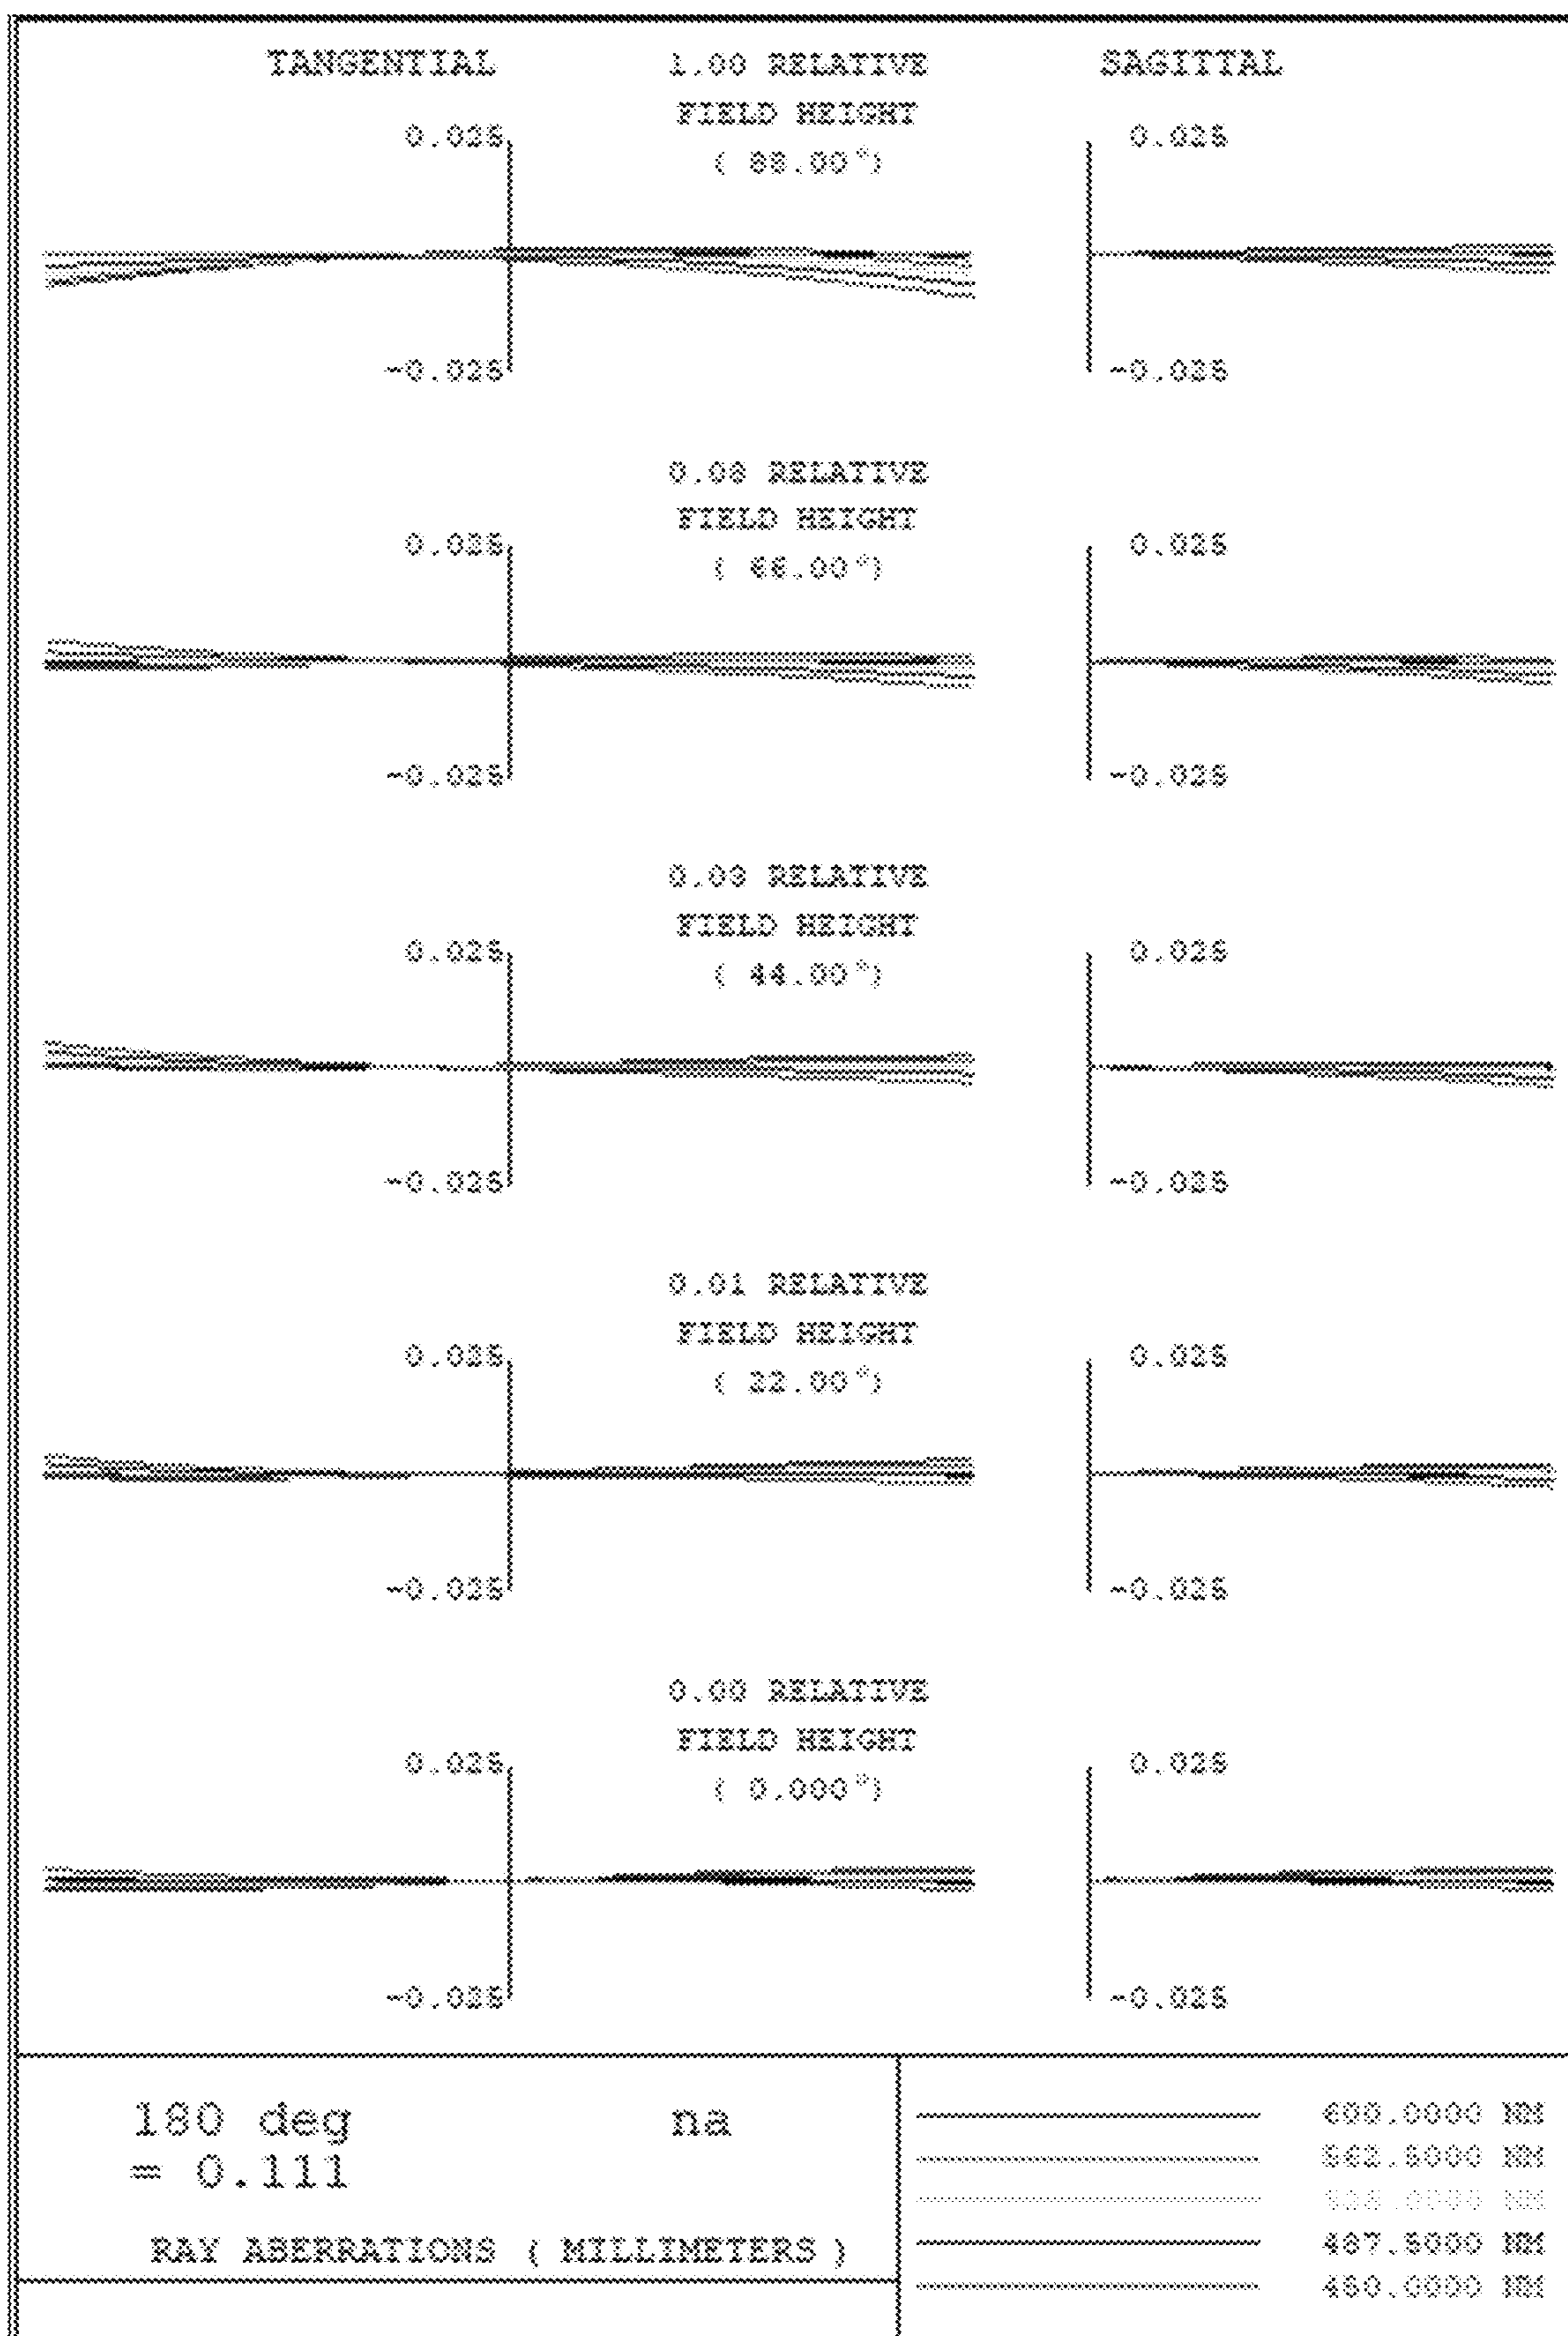 TANGENTIAL 1.00 RELATIVE SAGITTAL
FIELD HEIGHT
0.025 ( 88.00°) 0.025
-0.025 -0.025
0.08 RELATIVE
FIELD HEIGHT
0.025 ( 66.00°) 0.025
-0.025 -0.025
0.03 RELATIVE
FIELD HEIGHT
0.025 ( 44.00°) 0.025
-0.025 -0.025
0.01 RELATIVE
FIELD HEIGHT
0.025 ( 22.00°) 0.025
-0.025 -0.025
0.00 RELATIVE
FIELD HEIGHT
0.025 ( 0.000°) 0.025
-0.025 -0.025
180 deg na
= 0.111
RAY ABERRATIONS ( MILLIMETERS )
600.0000 NM
562.5000 NM
NM
487.5000 NM
450.0000 NM